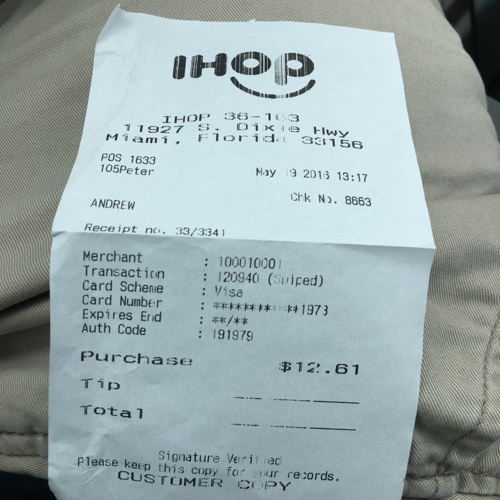 IHOP
IHOP 36-163
11927 S. Dixie Hwy
Miami, Florida 33156
POS 1633
105Peter
May 19 2016 13:17
Chk No. 8663
ANDREW
Receipt no. 33/3341
Merchant : 100010001
Transaction : 120940 (Swiped)
Card Scheme : Visa
Card Number : ************1973
Expires End : **/**
Auth Code : 191979
Purchase $12.61
Tip
Total
Signature Verified
please keep this copy for your records.
CUSTOMER COPY